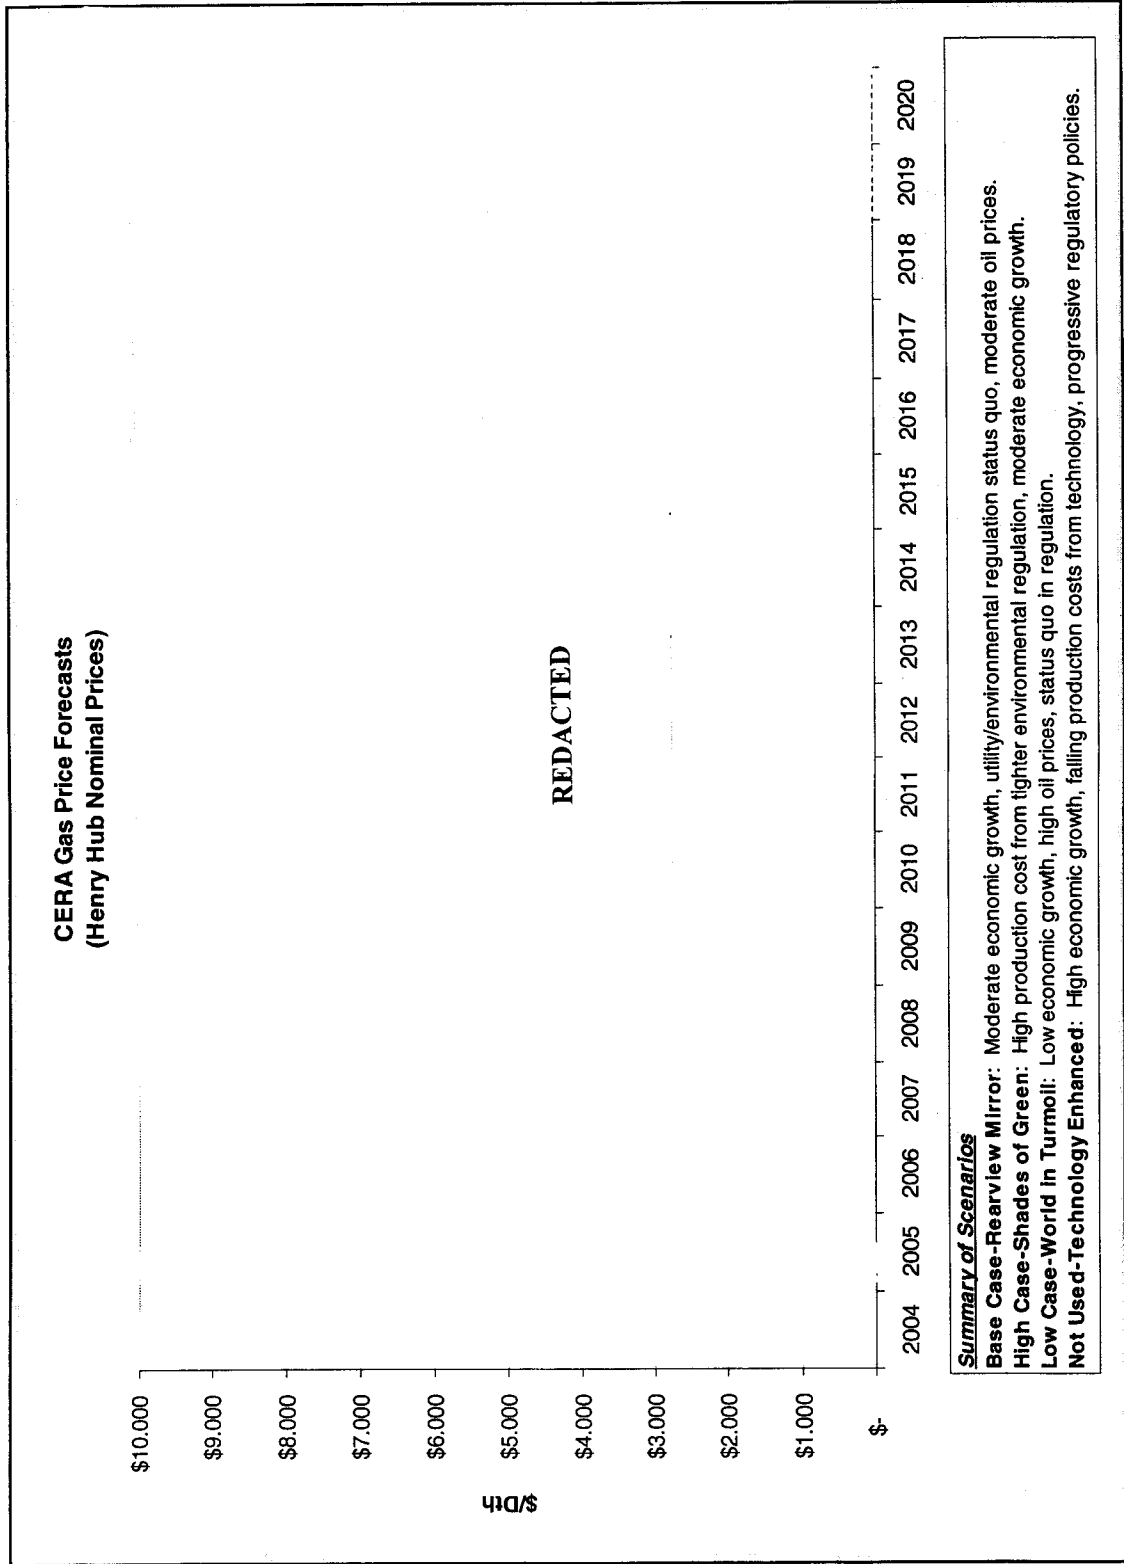 CERA Gas Price Forecasts
(Henry Hub Nominal Prices)
$10.000
$9.000
$8.000
$7.000
$6.000
$5.000
$4.000
$3.000
$2.000
$1.000
$-
$/Dth
REDACTED
2004 2005 2006 2007 2008 2009 2010 2011 2012 2013 2014 2015 2016 2017 2018 2019 2020
Summary of Scenarios
Base Case-Rearview Mirror: Moderate economic growth, utility/environmental regulation status quo, moderate oil prices.
High Case-Shades of Green: High production cost from tighter environmental regulation, moderate economic growth.
Low Case-World in Turmoil: Low economic growth, high oil prices, status quo in regulation.
Not Used-Technology Enhanced: High economic growth, falling production costs from technology, progressive regulatory policies.